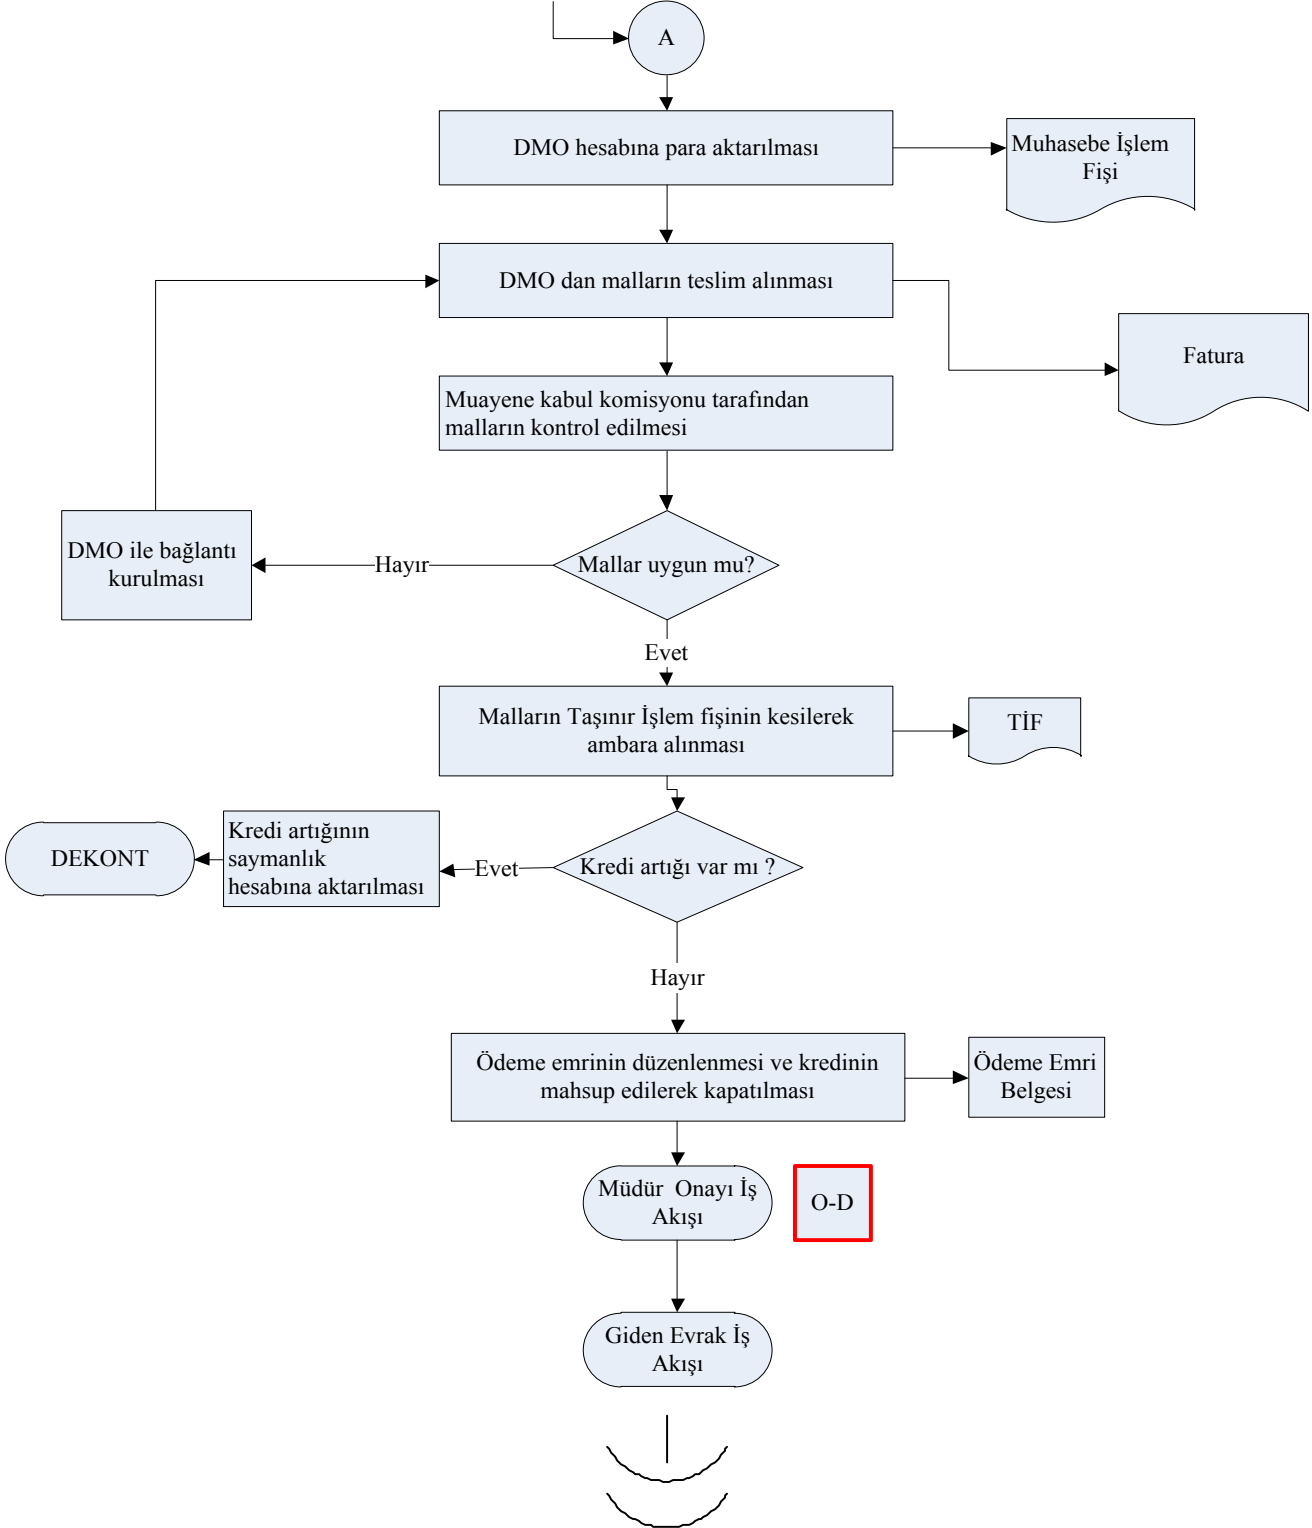 A
DMO hesabına para aktarılması
Muhasebe İşlem
Fişi
DMO dan malların teslim alınması
Fatura
Muayene kabul komisyonu tarafından
malların kontrol edilmesi
DMO ile bağlantı
kurulması
Hayır
Mallar uygun mu?
Evet
Malların Taşınır İşlem fişinin kesilerek
ambara alınması
TİF
DEKONT
Kredi artığının
saymanlık
hesabına aktarılması
Evet
Kredi artığı var mı ?
Hayır
Ödeme emrinin düzenlenmesi ve kredinin
mahsup edilerek kapatılması
Ödeme Emri
Belgesi
Müdür Onayı İş
Akışı
O-D
Giden Evrak İş
Akışı